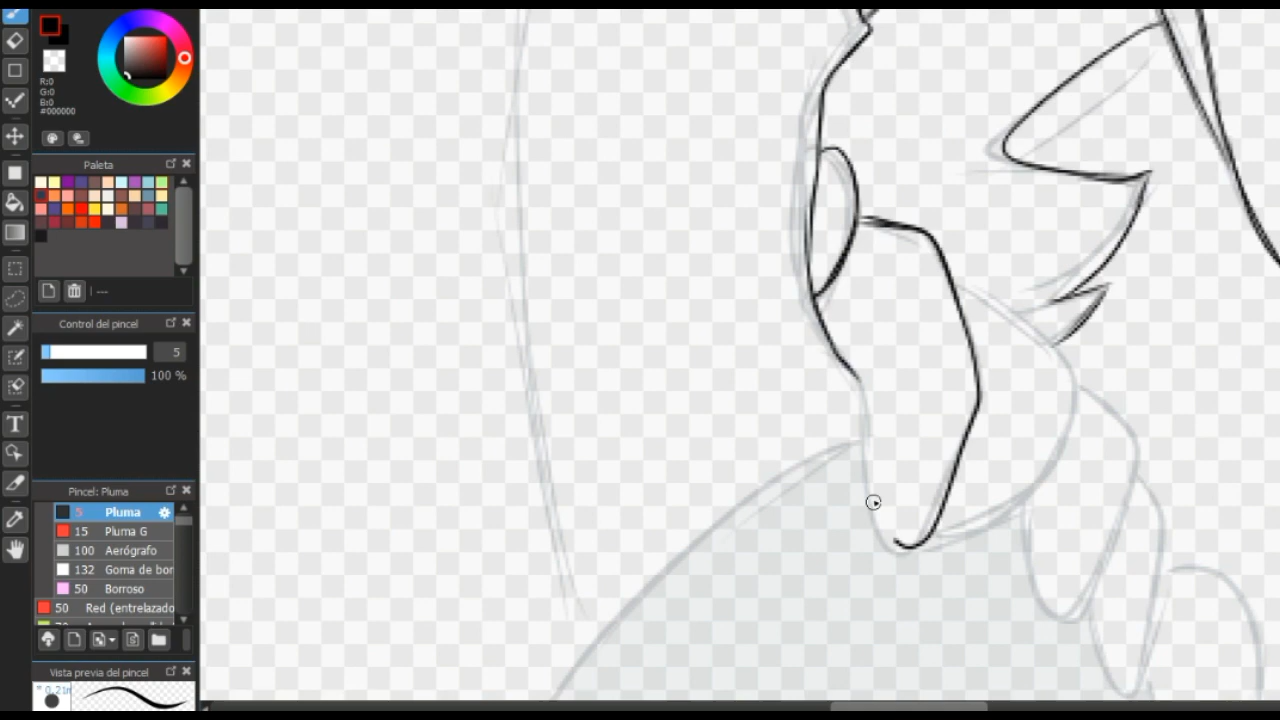 R:0
G:0
B:0
#000000
Paleta
---
Control del pincel
5
100 %
T
Pincel: Pluma
5 Pluma
15 Pluma G
100 Aerógrafo
132 Goma de bor
50 Borroso
50 Red (entrelazado
Vista previa del pincel